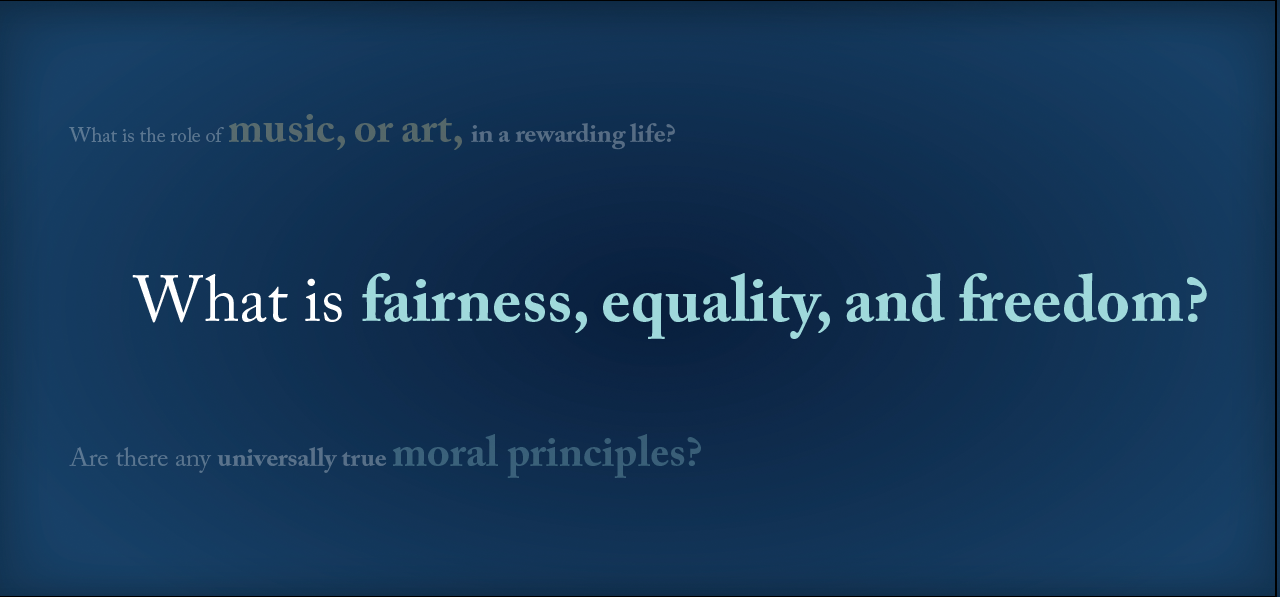 What is the role of music, or art, in a rewarding life?
What is fairness, equality, and freedom?
Are there any universally true moral principles?